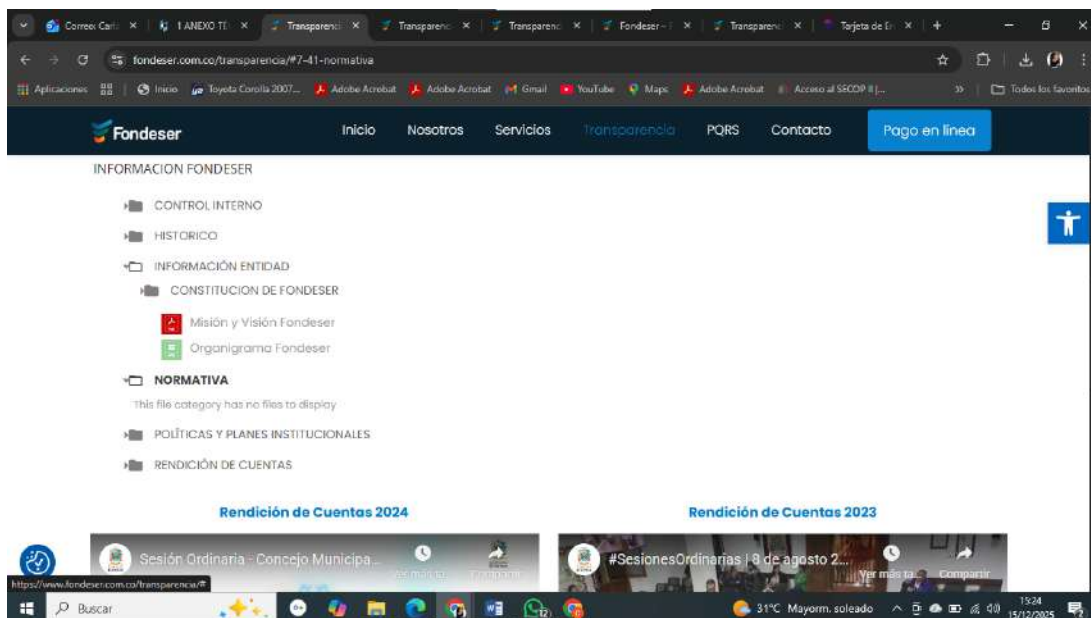 Correo Carl
1 ANEXO TE
Transparenci
Transparenc
Transparenc
Fondeser –
Transparenc
Tarjeta de En
fondeser.com.co/transparencia/#7-41-normativa
Aplicaciones
Inicio
Toyota Corolla 2007...
Adobe Acrobat
Adobe Acrobat
Gmail
YouTube
Maps
Adobe Acrobat
Acceso al SECOP II |...
Todos los favoritos
Fondeser
Inicio
Nosotros
Servicios
Transparencia
PQRS
Contacto
Pago en línea
INFORMACION FONDESER
CONTROL INTERNO
HISTORICO
INFORMACIÓN ENTIDAD
CONSTITUCION DE FONDESER
Misión y Visión Fondeser
Organigrama Fondeser
NORMATIVA
This file category has no files to display
POLÍTICAS Y PLANES INSTITUCIONALES
RENDICIÓN DE CUENTAS
Rendición de Cuentas 2024
Rendición de Cuentas 2023
Sesión Ordinaria - Concejo Municipa...
Compartir
#SesionesOrdinarias | 8 de agosto 2...
Ver más ta...
Compartir
https://www.fondeser.com.co/transparencia/#
Buscar
31°C Mayorm. soleado
15:24
15/12/2025